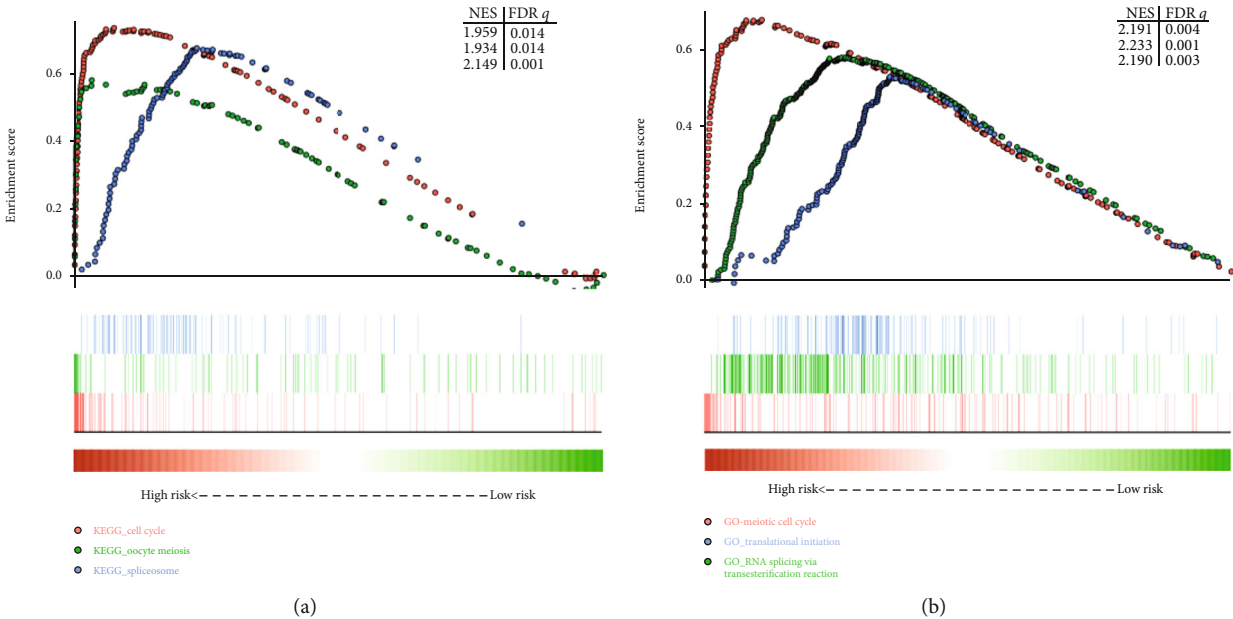 NES FDR q
1.959 0.014
1.934 0.014
2.149 0.001
0.6
0.4
0.2
0.0
Enrichment score
High risk<- - - - - - - - - - - - - - - - - - Low risk
KEGG_cell cycle
KEGG_oocyte meiosis
KEGG_spliceosome
(a)
NES FDR q
2.191 0.004
2.233 0.001
2.190 0.003
0.6
0.4
0.2
0.0
Enrichment score
High risk<- - - - - - - - - - - - - - - - - - Low risk
GO-meiotic cell cycle
GO_translational initiation
GO_RNA splicing via
transesterification reaction
(b)